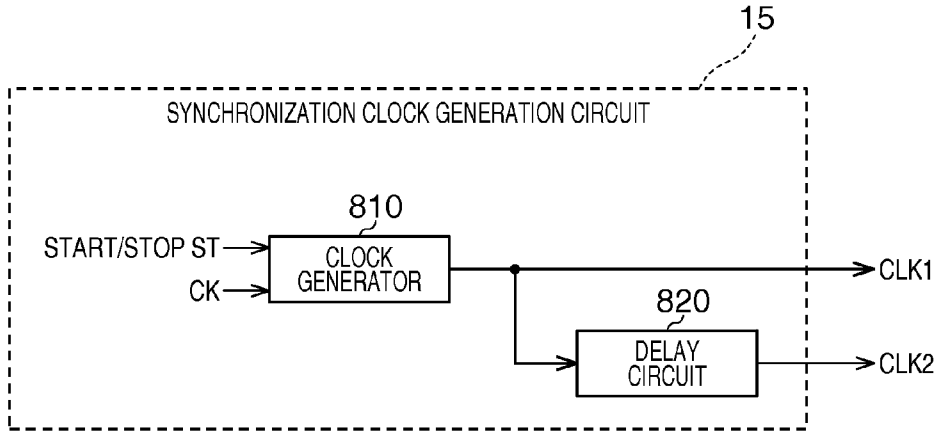 15
SYNCHRONIZATION CLOCK GENERATION CIRCUIT
810
START/STOP ST
CK
CLOCK
GENERATOR
CLK1
820
DELAY
CIRCUIT
CLK2